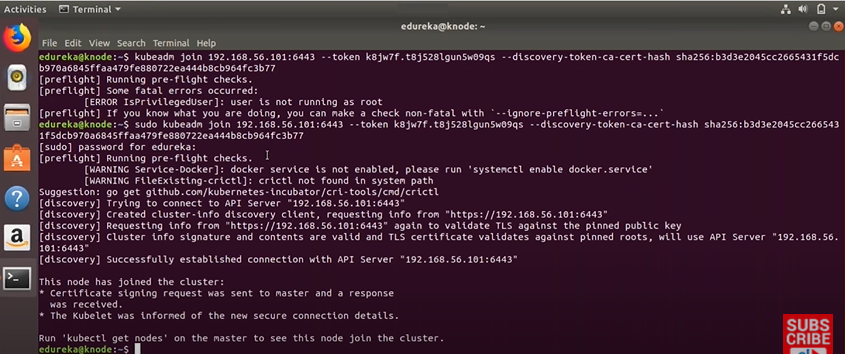 Activities Terminal
edureka@knode: ~
File Edit View Search Terminal Help
edureka@knode:~$ kubeadm join 192.168.56.101:6443 --token k8jw7f.t8j528lgun5w09qs --discovery-token-ca-cert-hash sha256:b3d3e2045cc2665431f5dc
b970a6845ffaa479fe880722ea444b8cb964fc3b77
[preflight] Running pre-flight checks.
[preflight] Some fatal errors occurred:
[ERROR IsPrivilegedUser]: user is not running as root
[preflight] If you know what you are doing, you can make a check non-fatal with `--ignore-preflight-errors=...`
edureka@knode:~$ sudo kubeadm join 192.168.56.101:6443 --token k8jw7f.t8j528lgun5w09qs --discovery-token-ca-cert-hash sha256:b3d3e2045cc266543
1f5dcb970a6845ffaa479fe880722ea444b8cb964fc3b77
[sudo] password for edureka:
[preflight] Running pre-flight checks.
[WARNING Service-Docker]: docker service is not enabled, please run 'systemctl enable docker.service'
[WARNING FileExisting-crictl]: crictl not found in system path
Suggestion: go get github.com/kubernetes-incubator/cri-tools/cmd/crictl
[discovery] Trying to connect to API Server "192.168.56.101:6443"
[discovery] Created cluster-info discovery client, requesting info from "https://192.168.56.101:6443"
[discovery] Requesting info from "https://192.168.56.101:6443" again to validate TLS against the pinned public key
[discovery] Cluster info signature and contents are valid and TLS certificate validates against pinned roots, will use API Server "192.168.56.
101:6443"
[discovery] Successfully established connection with API Server "192.168.56.101:6443"
This node has joined the cluster:
* Certificate signing request was sent to master and a response
was received.
* The Kubelet was informed of the new secure connection details.
Run 'kubectl get nodes' on the master to see this node join the cluster.
edureka@knode:~$
SUBS
CRIBE